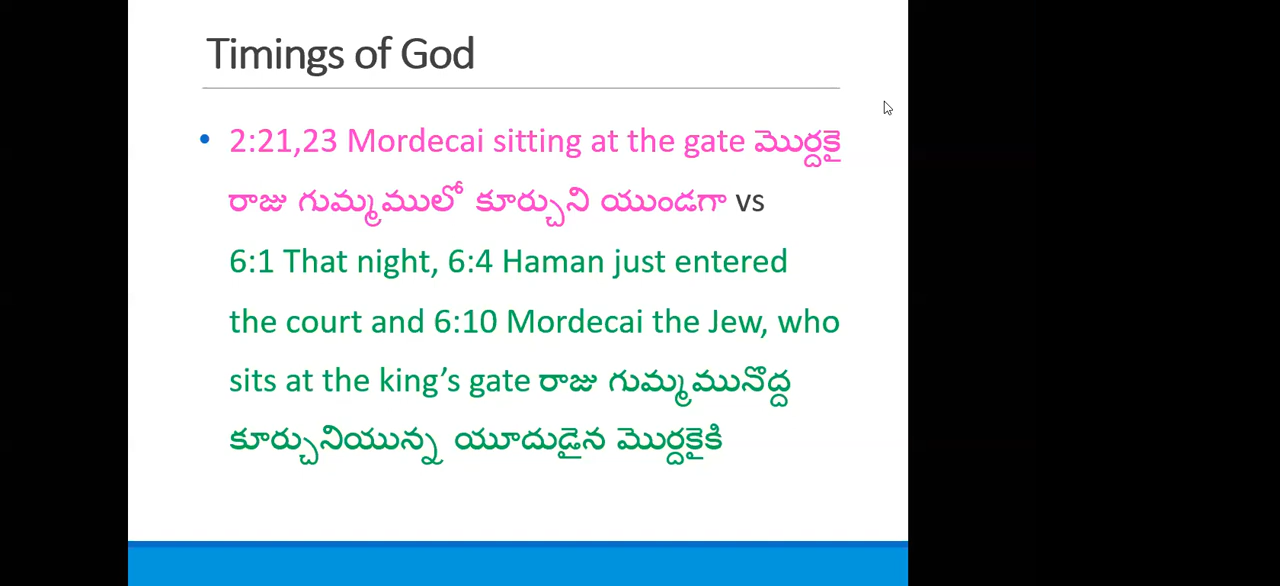 Timings of God
• 2:21,23 Mordecai sitting at the gate మొర్దకై
రాజు గుమ్మములో కూర్చుని యుండగా vs
6:1 That night, 6:4 Haman just entered
the court and 6:10 Mordecai the Jew, who
sits at the king’s gate రాజు గుమ్మమునొద్ద
కూర్చునియున్న యూదుడైన మొర్దకైకి